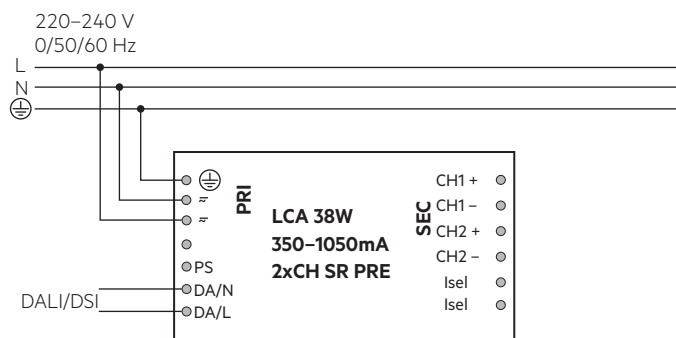 220–240 V
0/50/60 Hz
L
N
PRI
SEC
LCA 38W
350–1050mA
2xCH SR PRE
PS
DALI/DSI
DA/N
DA/L
CH1 +
CH1 –
CH2 +
CH2 –
Isel
Isel